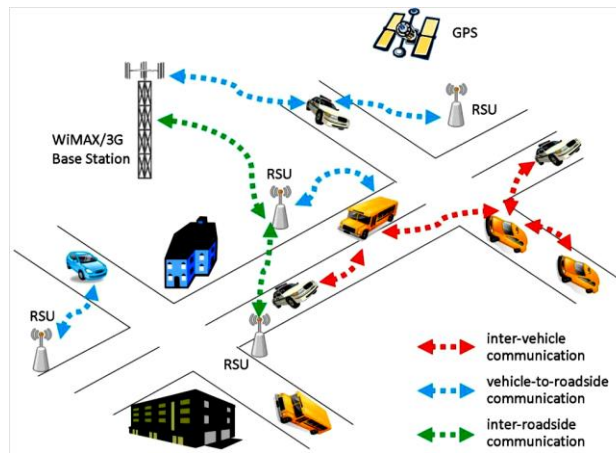 GPS
RSU
WiMAX/3G
Base Station
RSU
RSU
RSU
inter-vehicle
communication
vehicle-to-roadside
communication
inter-roadside
communication